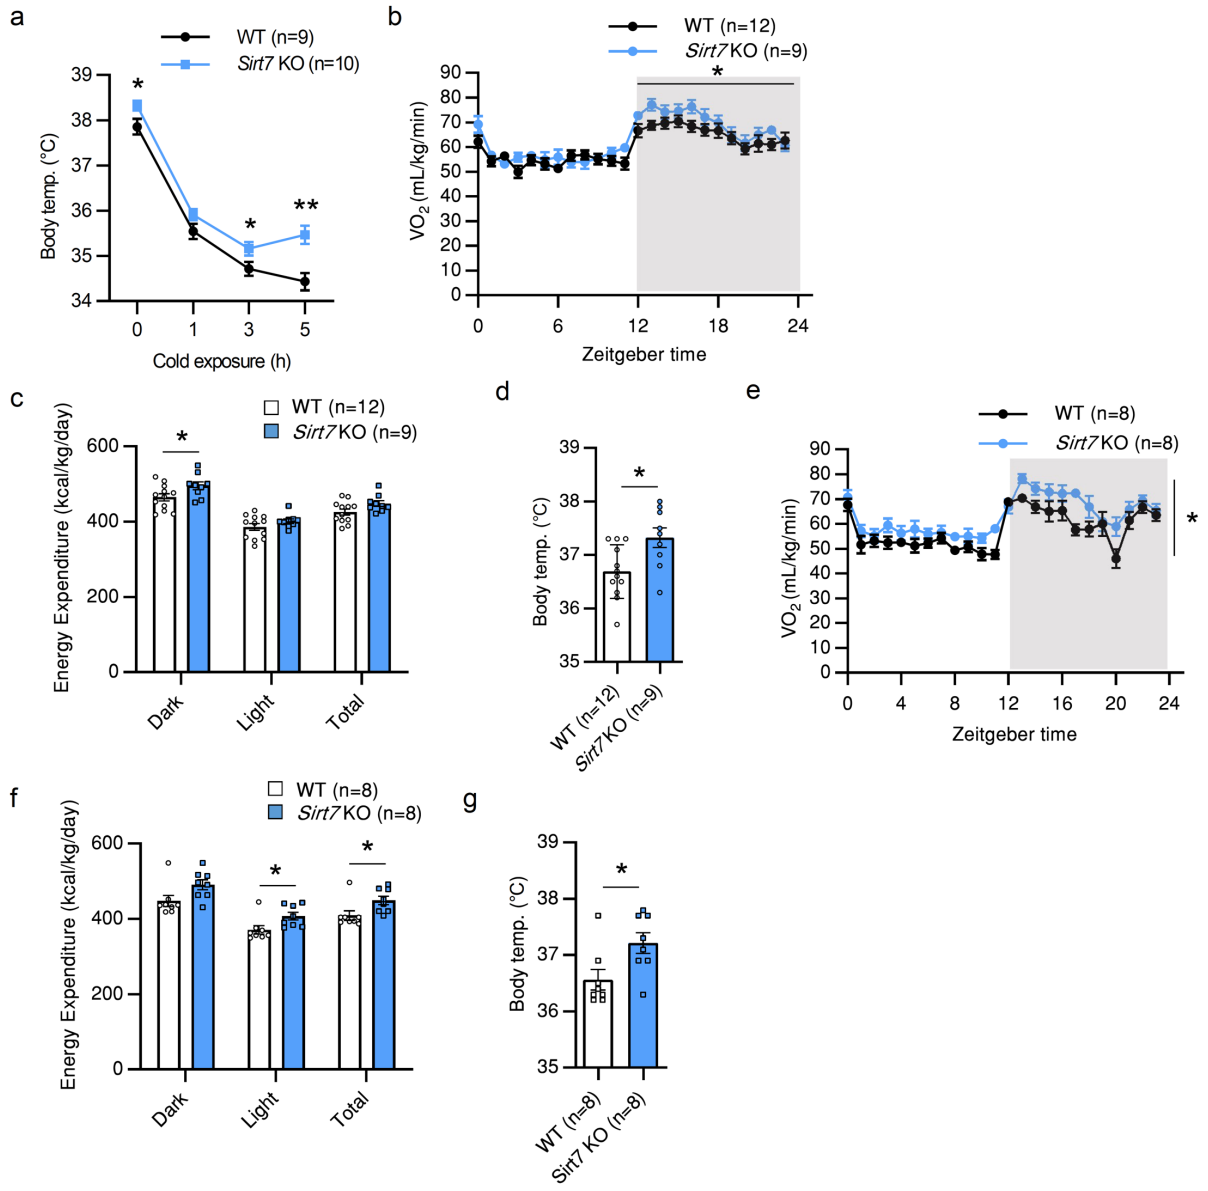 a
WT (n=9)
Sirt7 KO (n=10)
39
38
37
36
35
34
Body temp. (°C)
*
*
**
0 1 3 5
Cold exposure (h)
b
WT (n=12)
Sirt7 KO (n=9)
90
80
70
60
50
40
30
20
10
0
VO2 (mL/kg/min)
*
0 6 12 18 24
Zeitgeber time
c
WT (n=12)
Sirt7 KO (n=9)
600
400
200
0
Energy Expenditure (kcal/kg/day)
*
Dark Light Total
d
39
38
37
36
35
Body temp. (°C)
*
WT (n=12)
Sirt7 KO (n=9)
e
WT (n=8)
Sirt7 KO (n=8)
90
80
70
60
50
40
30
20
10
0
VO2 (mL/kg/min)
*
0 4 8 12 16 20 24
Zeitgeber time
f
WT (n=8)
Sirt7 KO (n=8)
600
400
200
0
Energy Expenditure (kcal/kg/day)
*
*
Dark Light Total
g
39
38
37
36
35
Body temp. (°C)
*
WT (n=8)
Sirt7 KO (n=8)